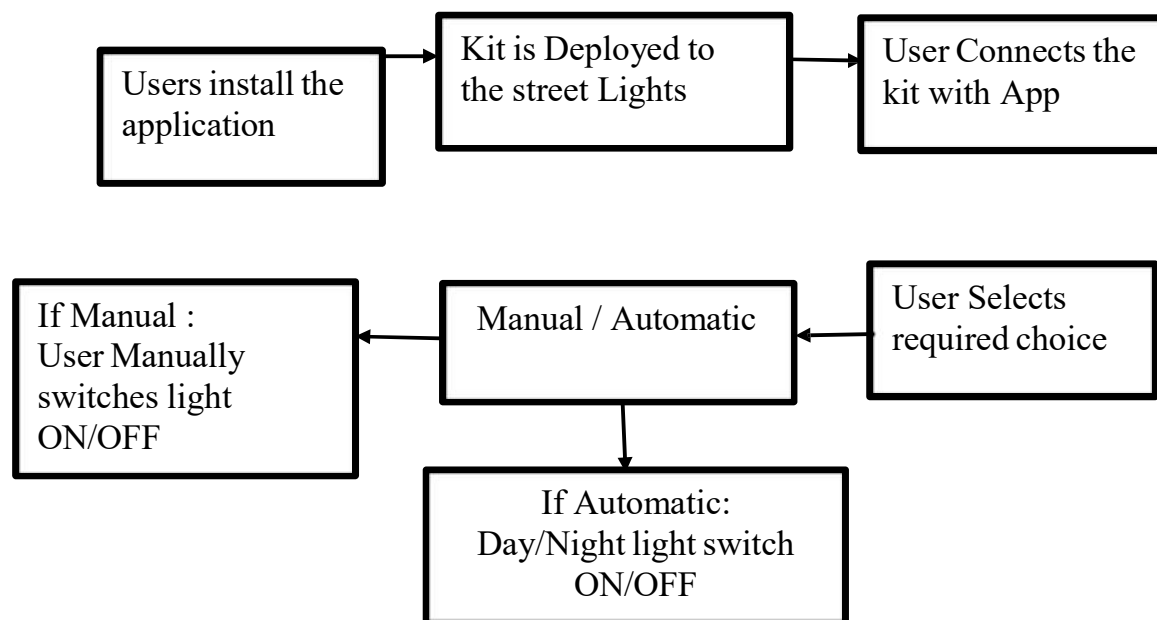 Users install the
application
Kit is Deployed to
the street Lights
User Connects the
kit with App
User Selects
required choice
Manual / Automatic
If Manual :
User Manually
switches light
ON/OFF
If Automatic:
Day/Night light switch
ON/OFF